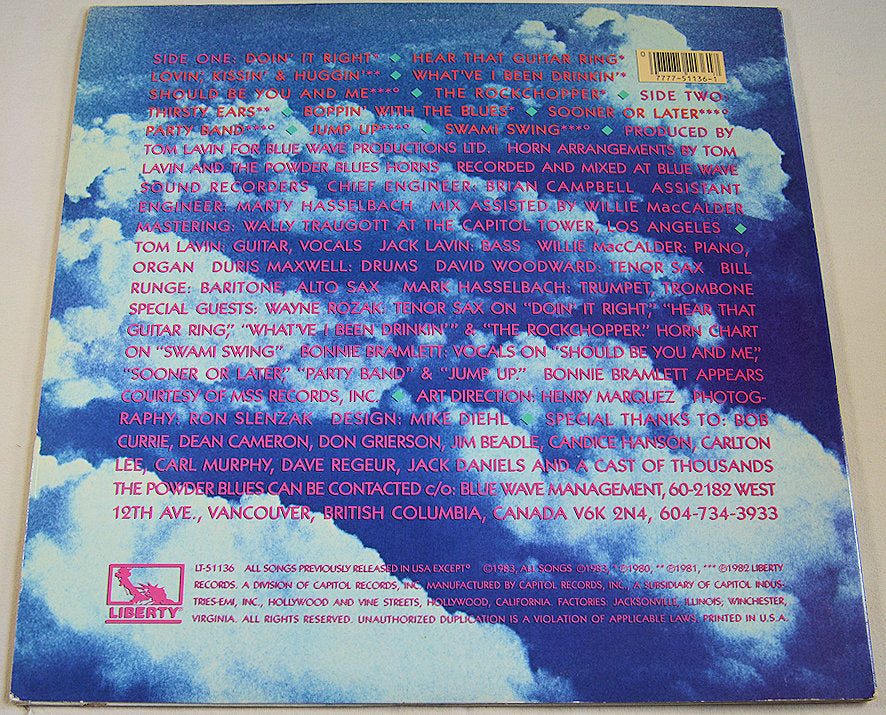 SIDE ONE: DOIN' IT RIGHT* ◆ HEAR THAT GUITAR RING*
LOVIN', KISSIN' & HUGGIN'** ◆ WHAT'VE I BEEN DRINKIN'*
SHOULD BE YOU AND ME***° ◆ THE ROCKCHOPPER* ◆ SIDE TWO:
THIRSTY EARS** ◆ BOPPIN' WITH THE BLUES* ◆ SOONER OR LATER***°
PARTY BAND***° ◆ JUMP UP***° ◆ SWAMI SWING***° ◆ PRODUCED BY
TOM LAVIN FOR BLUE WAVE PRODUCTIONS LTD. HORN ARRANGEMENTS BY TOM
LAVIN AND THE POWDER BLUES HORNS RECORDED AND MIXED AT BLUE WAVE
SOUND RECORDERS CHIEF ENGINEER: BRIAN CAMPBELL ASSISTANT
ENGINEER: MARTY HASSELBACH MIX ASSISTED BY WILLIE MacCALDER
MASTERING: WALLY TRAUGOTT AT THE CAPITOL TOWER, LOS ANGELES ◆
TOM LAVIN: GUITAR, VOCALS JACK LAVIN: BASS WILLIE MacCALDER: PIANO,
ORGAN DURIS MAXWELL: DRUMS DAVID WOODWARD: TENOR SAX BILL
RUNGE: BARITONE, ALTO SAX MARK HASSELBACH: TRUMPET, TROMBONE
SPECIAL GUESTS: WAYNE KOZAK: TENOR SAX ON "DOIN' IT RIGHT," "HEAR THAT
GUITAR RING," "WHAT'VE I BEEN DRINKIN'" & "THE ROCKCHOPPER." HORN CHART
ON "SWAMI SWING" BONNIE BRAMLETT: VOCALS ON "SHOULD BE YOU AND ME,"
"SOONER OR LATER," "PARTY BAND" & "JUMP UP." BONNIE BRAMLETT APPEARS
COURTESY OF MSS RECORDS, INC. ◆ ART DIRECTION: HENRY MARQUEZ PHOTOG-
RAPHY: RON SLENZAK DESIGN: MIKE DIEHL ◆ SPECIAL THANKS TO: BOB
CURRIE, DEAN CAMERON, DON GRIERSON, JIM BEADLE, CANDICE HANSON, CARLTON
LEE, CARL MURPHY, DAVE REGEUR, JACK DANIELS AND A CAST OF THOUSANDS
THE POWDER BLUES CAN BE CONTACTED c/o: BLUE WAVE MANAGEMENT, 60-2182 WEST
12TH AVE., VANCOUVER, BRITISH COLUMBIA, CANADA V6K 2N4, 604-734-3933
0 7777-51136-1
LT-51136 ALL SONGS PREVIOUSLY RELEASED IN USA EXCEPT° ©1983, ALL SONGS ℗1983, *℗1980, **℗1981, ***℗1982 LIBERTY
RECORDS. A DIVISION OF CAPITOL RECORDS, INC. MANUFACTURED BY CAPITOL RECORDS, INC., A SUBSIDIARY OF CAPITOL INDUS-
TRIES-EMI, INC., HOLLYWOOD AND VINE STREETS, HOLLYWOOD, CALIFORNIA. FACTORIES: JACKSONVILLE, ILLINOIS; WINCHESTER,
VIRGINIA. ALL RIGHTS RESERVED. UNAUTHORIZED DUPLICATION IS A VIOLATION OF APPLICABLE LAWS. PRINTED IN U.S.A.
LIBERTY